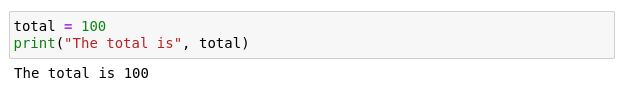 total = 100
print("The total is", total)
The total is 100